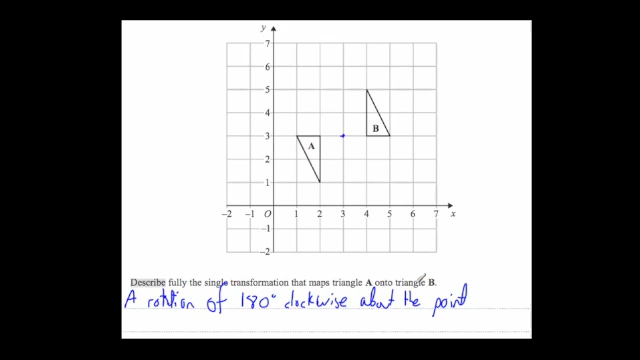 y
7
6
5
4
3
2
1
-2 -1 O 1 2 3 4 5 6 7 x
-1
-2
A
B
Describe fully the single transformation that maps triangle A onto triangle B.
A rotation of 180° clockwise about the point